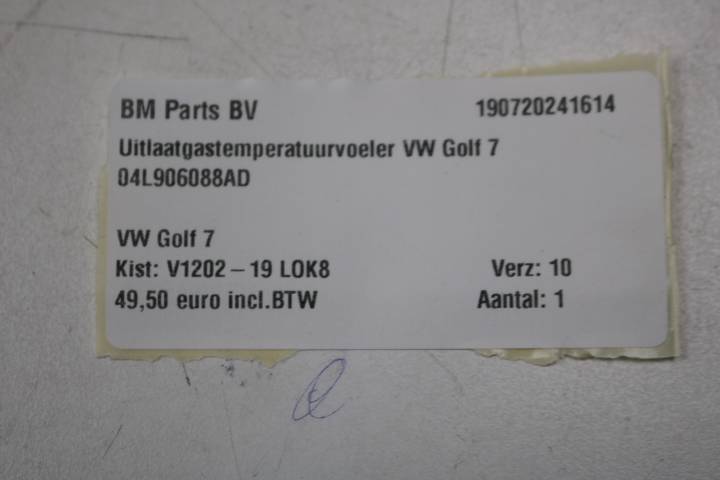 BM Parts BV 190720241614
Uitlaatgastemperatuurvoeler VW Golf 7
04L906088AD
VW Golf 7
Kist: V1202 – 19 LOK8 Verz: 10
49,50 euro incl.BTW Aantal: 1